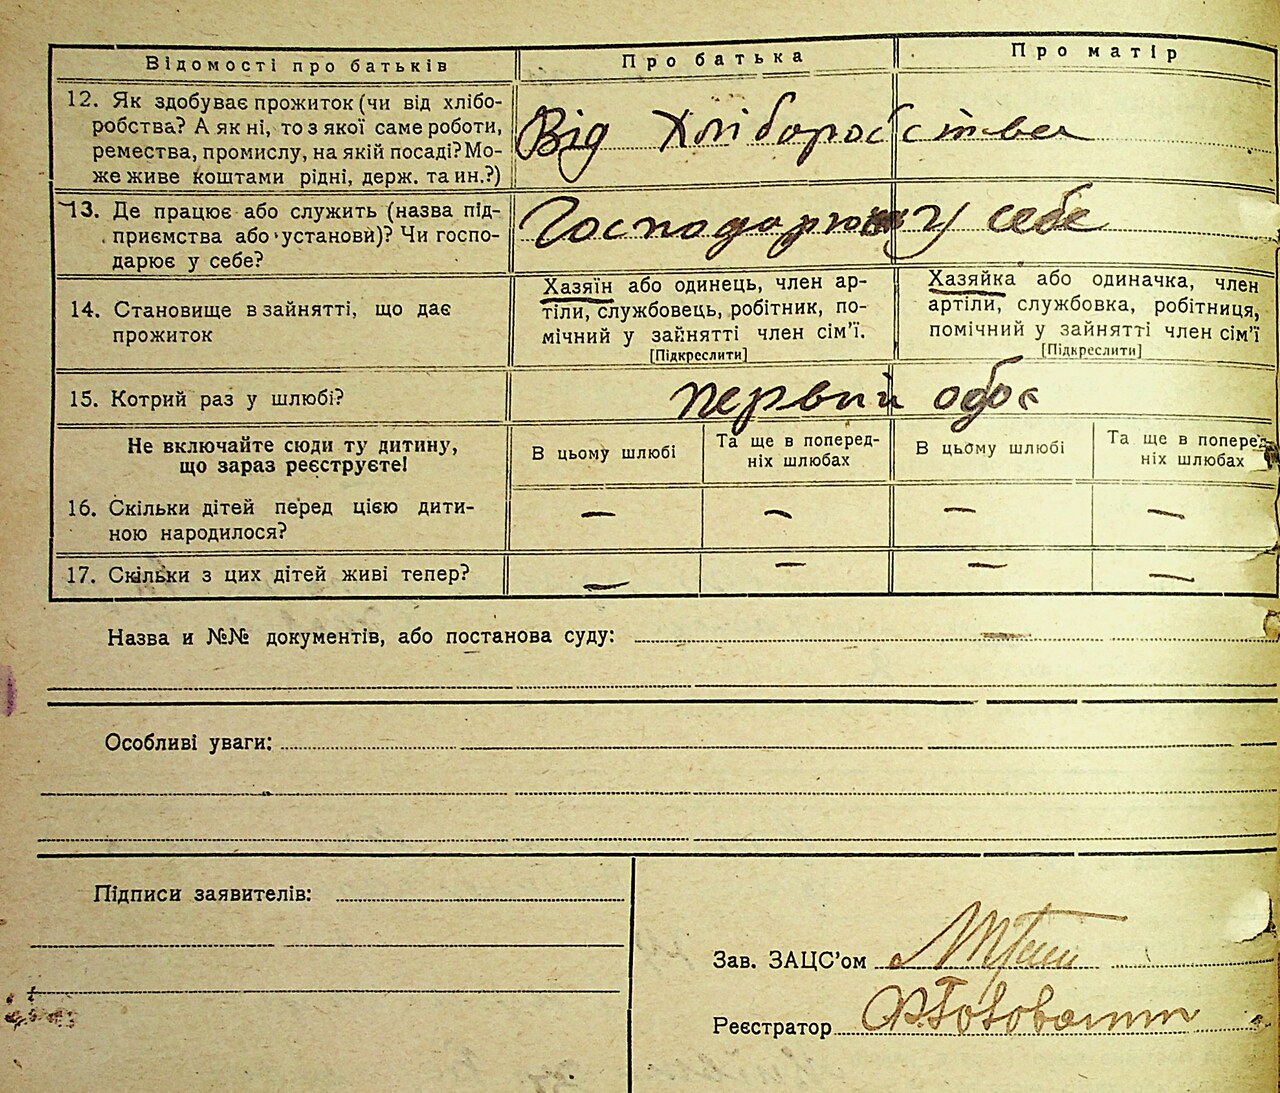 Відомості про батьків
Про батька
Про матір
12. Як здобуває прожиток (чи від хлібо-
робства? А як ні, то з якої саме роботи,
ремества, промислу, на якій посаді? Мо-
же живе коштами рідні, держ. та ин.?)
Від Хліборобства
13. Де працює або служить (назва під-
приємства або установи)? Чи госпо-
дарює у себе?
Господарюю у себе
14. Становище в зайнятті, що дає
прожиток
Хазяїн або одинець, член ар-
тіли, службовець, робітник, по-
мічний у зайнятті член сім’ї.
[Підкреслити]
Хазяйка або одиначка, член
артіли, службовка, робітниця,
помічний у зайнятті член сім’ї
[Підкреслити]
15. Котрий раз у шлюбі?
первий обоє
Не включайте сюди ту дитину,
що зараз реєструєте!
В цьому шлюбі
Та ще в поперед-
ніх шлюбах
В цьому шлюбі
Та ще в поперед-
ніх шлюбах
16. Скільки дітей перед цією дити-
ною народилося?
— — — —
17. Скільки з цих дітей живі тепер?
— — — —
Назва и №№ документів, або постанова суду: —
Особливі уваги:
Підписи заявителів:
Зав. ЗАЦС’ом
Реєстратор